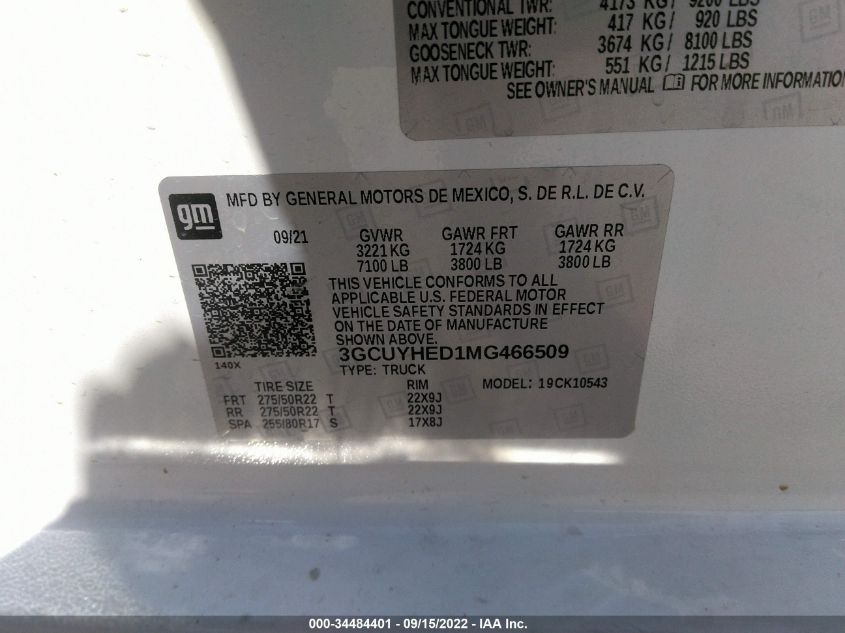 CONVENTIONAL TWR: 4173 KG/ 9200 LBS
MAX TONGUE WEIGHT: 417 KG/ 920 LBS
GOOSENECK TWR: 3674 KG/ 8100 LBS
MAX TONGUE WEIGHT: 551 KG/ 1215 LBS
SEE OWNER'S MANUAL FOR MORE INFORMATION
gm MFD BY GENERAL MOTORS DE MEXICO, S. DE R.L. DE C.V.
09/21 GVWR GAWR FRT GAWR RR
3221 KG 1724 KG 1724 KG
7100 LB 3800 LB 3800 LB
THIS VEHICLE CONFORMS TO ALL
APPLICABLE U.S. FEDERAL MOTOR
VEHICLE SAFETY STANDARDS IN EFFECT
ON THE DATE OF MANUFACTURE
SHOWN ABOVE.
3GCUYHED1MG466509
140X TYPE: TRUCK
TIRE SIZE RIM MODEL: 19CK10543
FRT 275/50R22 T 22X9J
RR 275/50R22 T 22X9J
SPA 255/80R17 S 17X8J
000-34484401 - 09/15/2022 - IAA Inc.